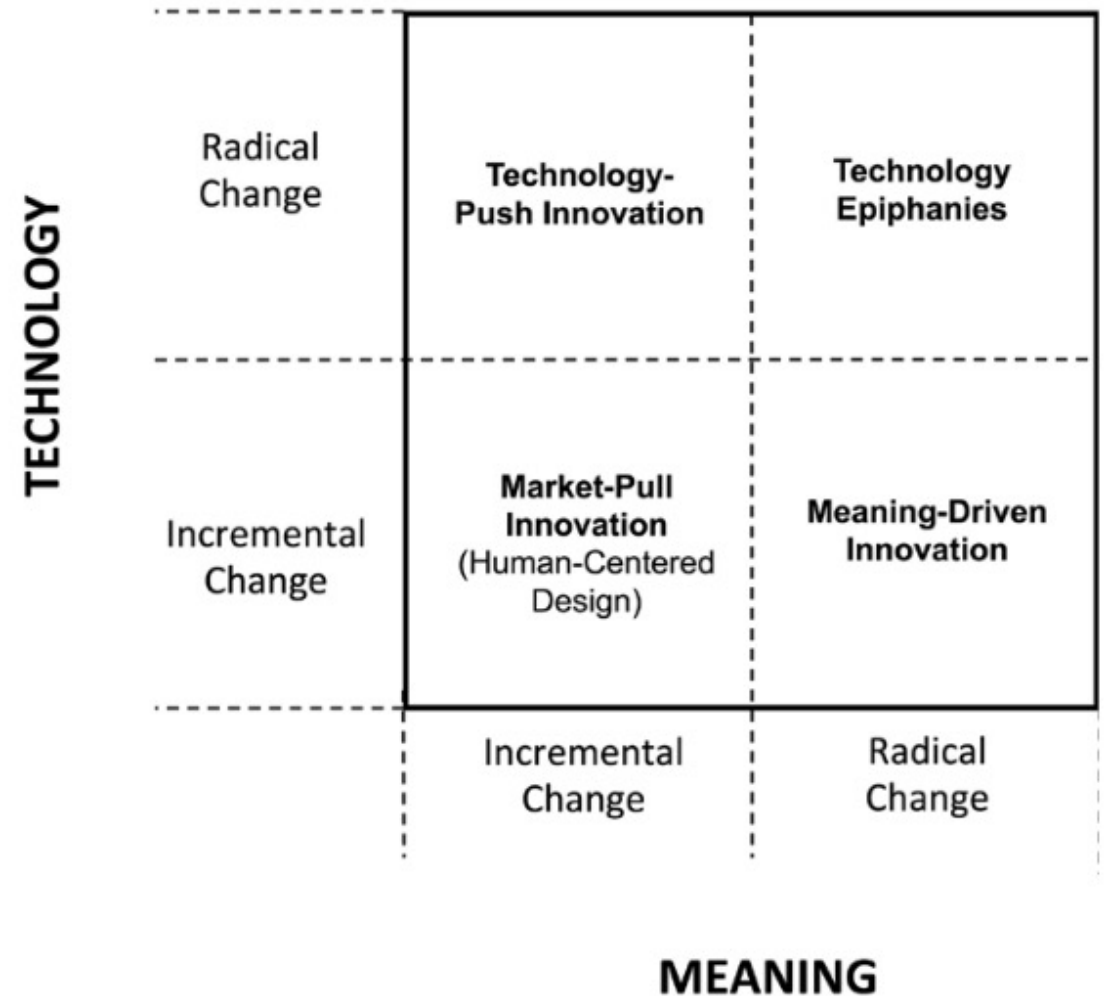 TECHNOLOGY
Radical
Change
Technology-
Push Innovation
Technology
Epiphanies
Incremental
Change
Market-Pull
Innovation
(Human-Centered
Design)
Meaning-Driven
Innovation
Incremental
Change
Radical
Change
MEANING